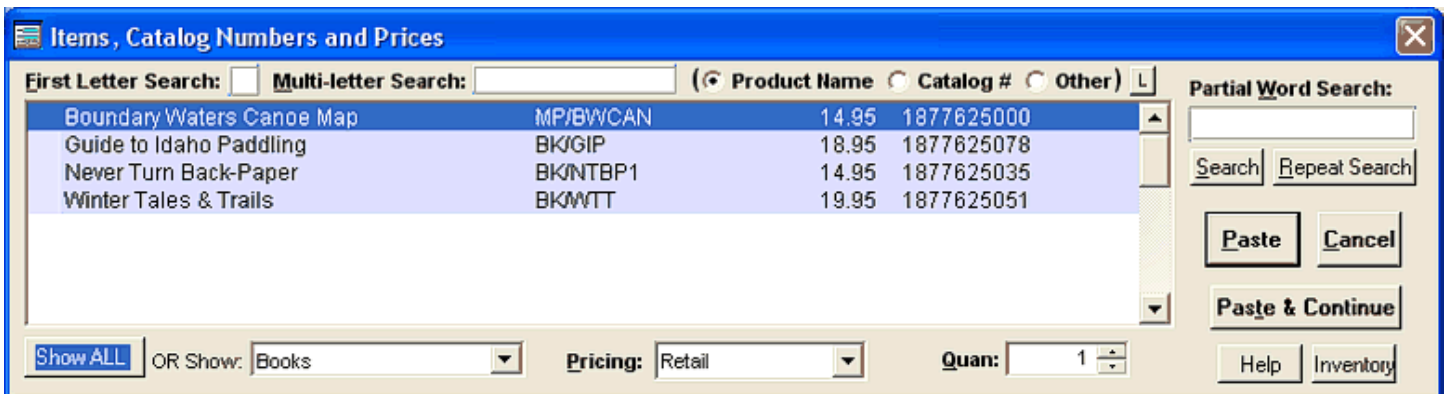 Items, Catalog Numbers and Prices
First Letter Search: Multi-letter Search: ( Product Name Catalog # Other) L
Partial Word Search:
Boundary Waters Canoe Map MP/BWCAN 14.95 1877625000
Guide to Idaho Paddling BK/GIP 18.95 1877625078
Never Turn Back-Paper BK/NTBP1 14.95 1877625035
Winter Tales & Trails BK/WTT 19.95 1877625051
Search Repeat Search
Paste Cancel
Paste & Continue
Show ALL OR Show: Books Pricing: Retail Quan: 1
Help Inventory